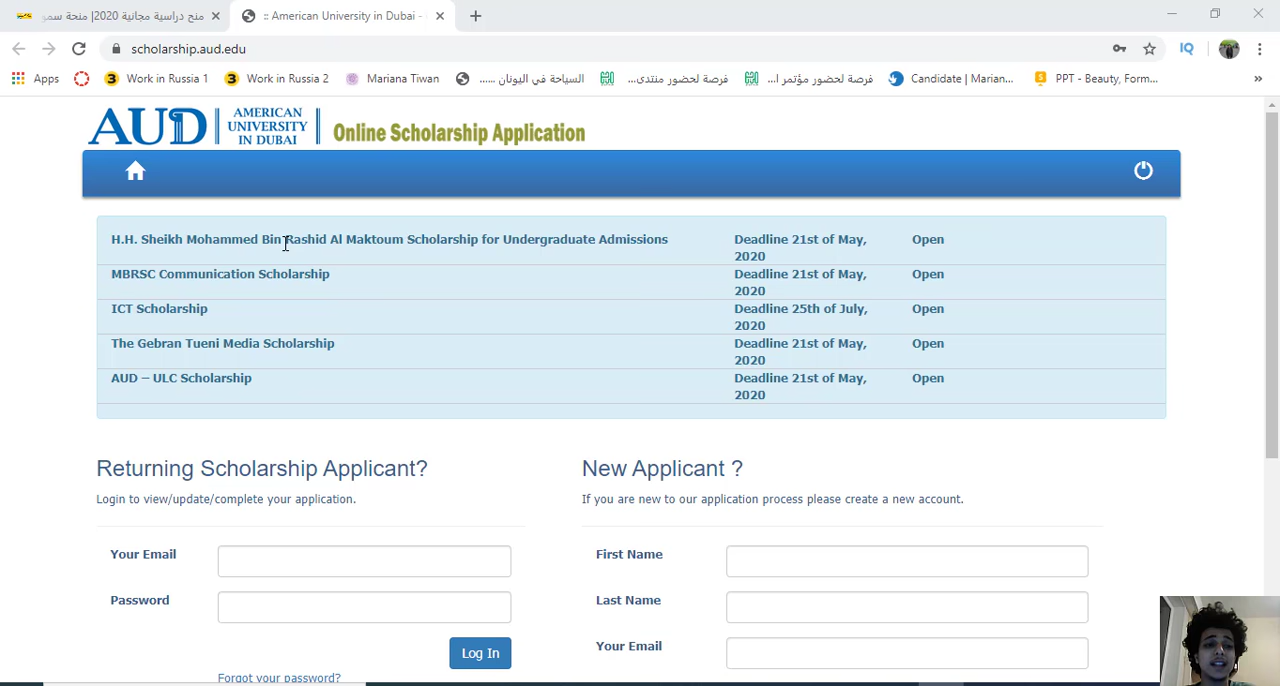 منح دراسية مجانية 2020| منحة سمو
:: American University in Dubai -
scholarship.aud.edu
IQ
Apps
3 Work in Russia 1
3 Work in Russia 2
Mariana Tiwan
السياحة في اليونان ......
فرصة لحضور منتدى...
فرصة لحضور مؤتمر ا...
Candidate | Marian...
PPT - Beauty, Form...
»
AUD
AMERICAN
UNIVERSITY
IN DUBAI
Online Scholarship Application
H.H. Sheikh Mohammed Bin Rashid Al Maktoum Scholarship for Undergraduate Admissions
Deadline 21st of May,
2020
Open
MBRSC Communication Scholarship
Deadline 21st of May,
2020
Open
ICT Scholarship
Deadline 25th of July,
2020
Open
The Gebran Tueni Media Scholarship
Deadline 21st of May,
2020
Open
AUD – ULC Scholarship
Deadline 21st of May,
2020
Open
Returning Scholarship Applicant?
Login to view/update/complete your application.
Your Email
Password
Log In
Forgot your password?
New Applicant ?
If you are new to our application process please create a new account.
First Name
Last Name
Your Email